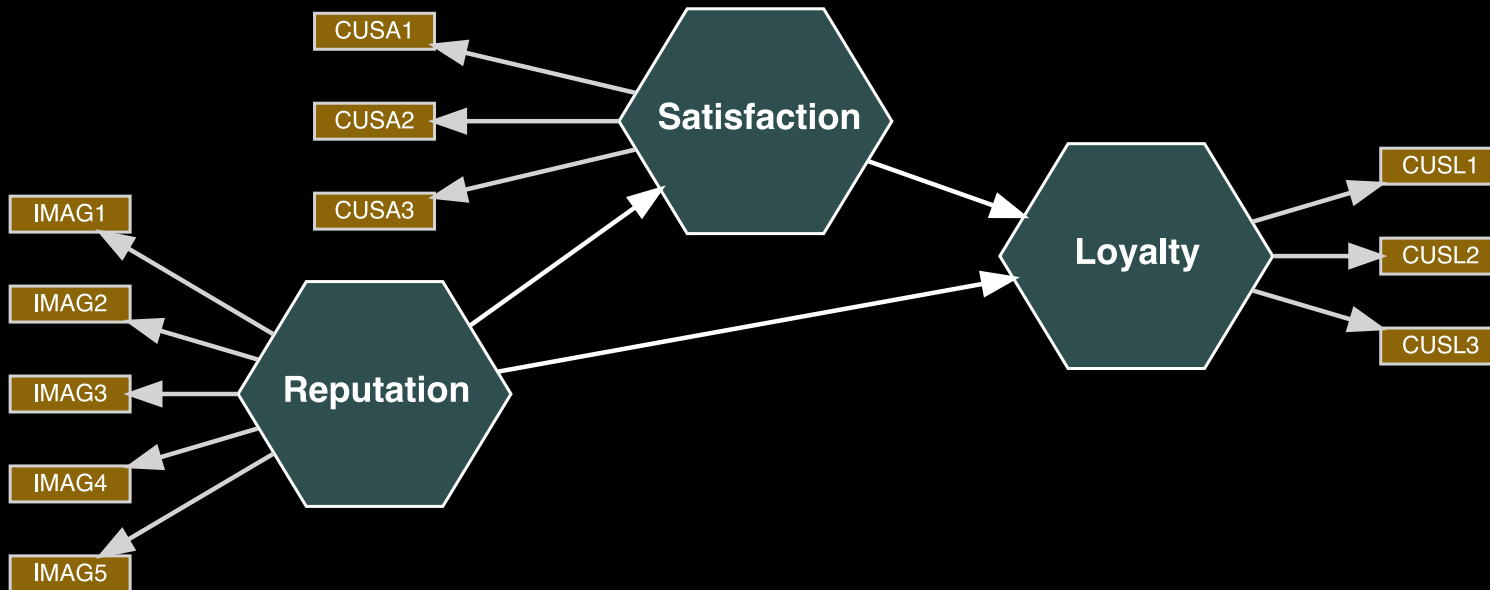 CUSA1
CUSA2
CUSA3
Satisfaction
IMAG1
IMAG2
IMAG3
IMAG4
IMAG5
Reputation
Loyalty
CUSL1
CUSL2
CUSL3